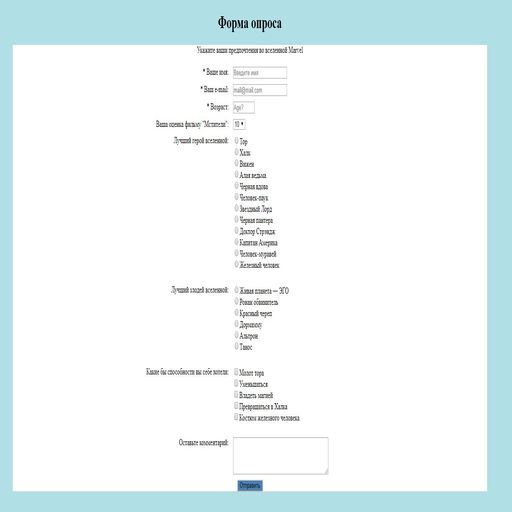 Форма опроса
Укажите ваши предпочтения во вселенной Marvel
* Ваше имя: Введите имя
* Ваш e-mail: mail@mail.com
* Возраст: Age?
Ваша оценка фильму "Мстители": 10
Лучший герой вселенной: Тор
Халк
Вижен
Алая ведьма
Черная вдова
Человек-паук
Звездный Лорд
Черная пантера
Доктор Стрэндж
Капитан Америка
Человек-муравей
Железный человек
Лучший злодей вселенной: Живая планета — ЭГО
Ронан обвинитель
Красный череп
Дормамму
Альтрон
Танос
Какие бы способности вы себе хотели: Молот тора
Уменьшаться
Владеть магией
Превращаться в Халка
Костюм железного человека
Оставьте комментарий:
Отправить